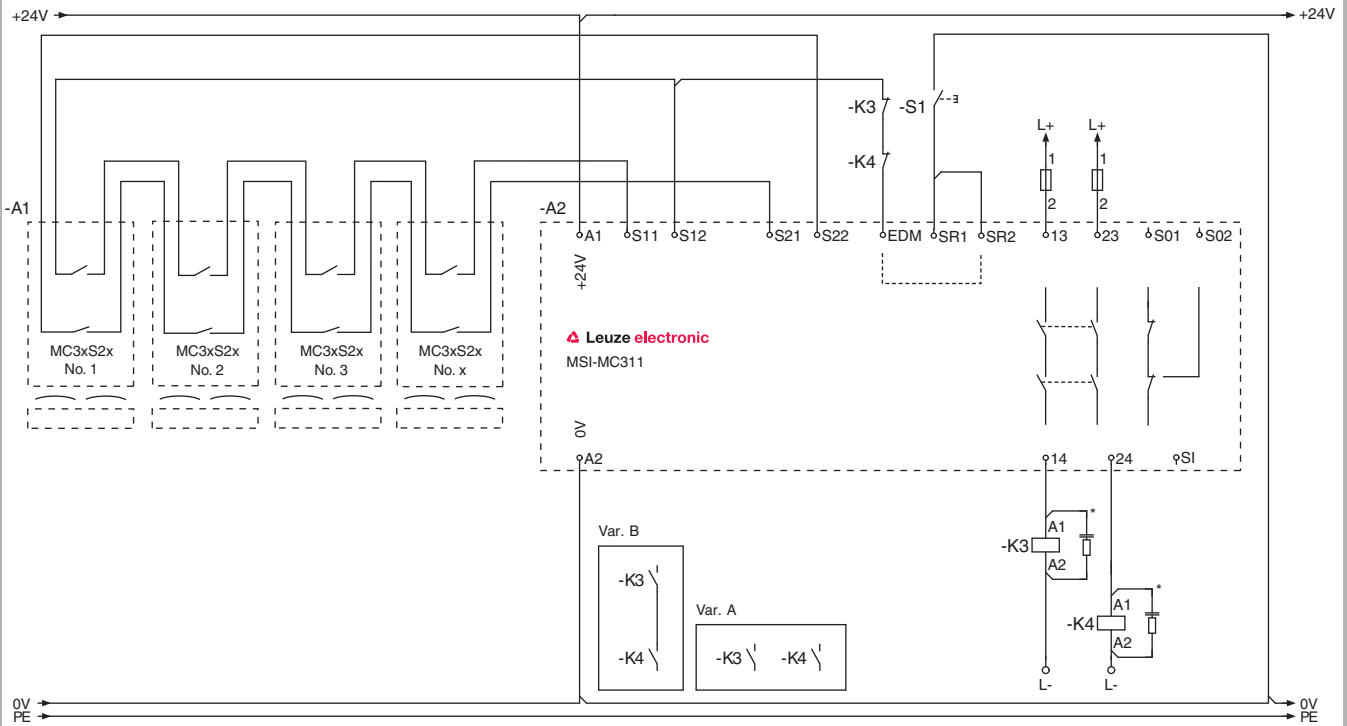 +24V
+24V
-K3
-S1
L+
L+
-K4
1
1
2
2
-A1
-A2
A1
S11
S12
S21
S22
EDM
SR1
SR2
13
23
S01
S02
+24V
Leuze electronic
MSI-MC311
MC3xS2x
No. 1
MC3xS2x
No. 2
MC3xS2x
No. 3
MC3xS2x
No. x
0V
A2
14
24
SI
Var. B
-K3
-K4
Var. A
-K3
-K4
-K3
A1
A2
*
-K4
A1
A2
*
L-
L-
0V
0V
PE
PE